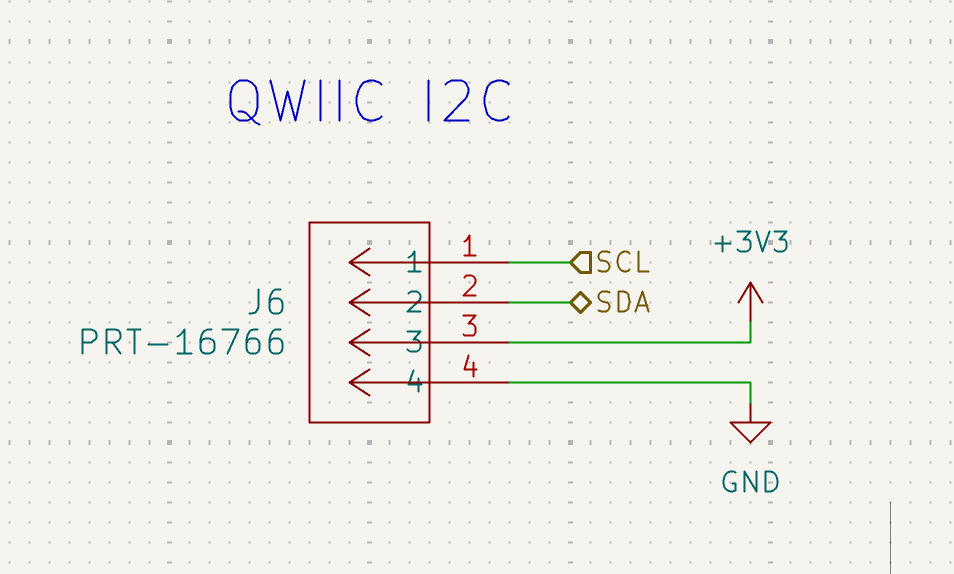 QWIIC I2C
+3V3
1 1 SCL
J6 2 2 SDA
PRT-16766 3 3
4 4
GND